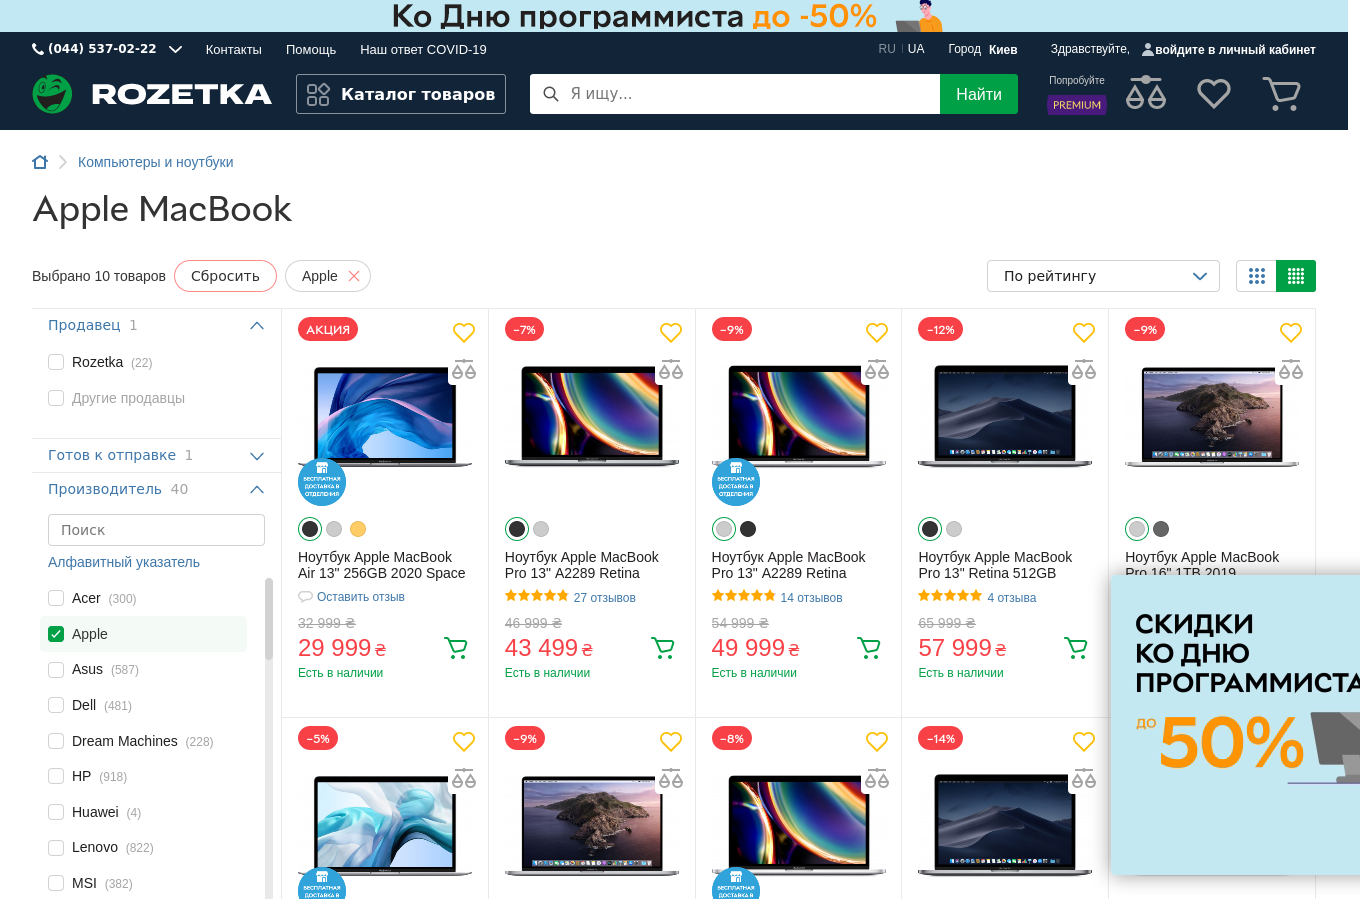 Ко Дню программиста до -50%
(044) 537-02-22
Контакты
Помощь
Наш ответ COVID-19
RU UA
Город Киев
Здравствуйте, войдите в личный кабинет
ROZETKA
Каталог товаров
Я ищу...
Найти
Попробуйте
PREMIUM
Компьютеры и ноутбуки
Apple MacBook
Выбрано 10 товаров
Сбросить
Apple
По рейтингу
Продавец 1
Rozetka (22)
Другие продавцы
Готов к отправке 1
Производитель 40
Поиск
Алфавитный указатель
Acer (300)
Apple
Asus (587)
Dell (481)
Dream Machines (228)
HP (918)
Huawei (4)
Lenovo (822)
MSI (382)
АКЦИЯ
БЕСПЛАТНАЯ
ДОСТАВКА В
ОТДЕЛЕНИЯ
Ноутбук Apple MacBook
Air 13" 256GB 2020 Space
Оставить отзыв
32 999 ₴
29 999 ₴
Есть в наличии
-7%
Ноутбук Apple MacBook
Pro 13" A2289 Retina
27 отзывов
46 999 ₴
43 499 ₴
Есть в наличии
-9%
БЕСПЛАТНАЯ
ДОСТАВКА В
ОТДЕЛЕНИЯ
Ноутбук Apple MacBook
Pro 13" A2289 Retina
14 отзывов
54 999 ₴
49 999 ₴
Есть в наличии
-12%
Ноутбук Apple MacBook
Pro 13" Retina 512GB
4 отзыва
65 999 ₴
57 999 ₴
Есть в наличии
-9%
Ноутбук Apple MacBook
Pro 16" 1TB 2019
-5%
БЕСПЛАТНАЯ
ДОСТАВКА В
-9%
-8%
БЕСПЛАТНАЯ
ДОСТАВКА В
-14%
СКИДКИ
КО ДНЮ
ПРОГРАММИСТА
ДО 50%